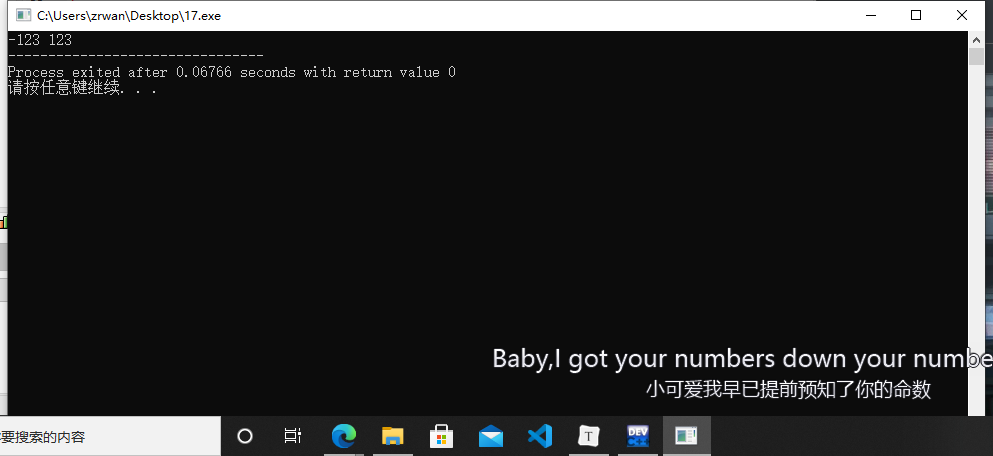 C:\Users\zrwan\Desktop\17.exe
-123 123
--------------------------------
Process exited after 0.06766 seconds with return value 0
请按任意键继续. . .
Baby,I got your numbers down your numbe
小可爱我早已提前预知了你的命数
要搜索的内容
T
DEV
C++